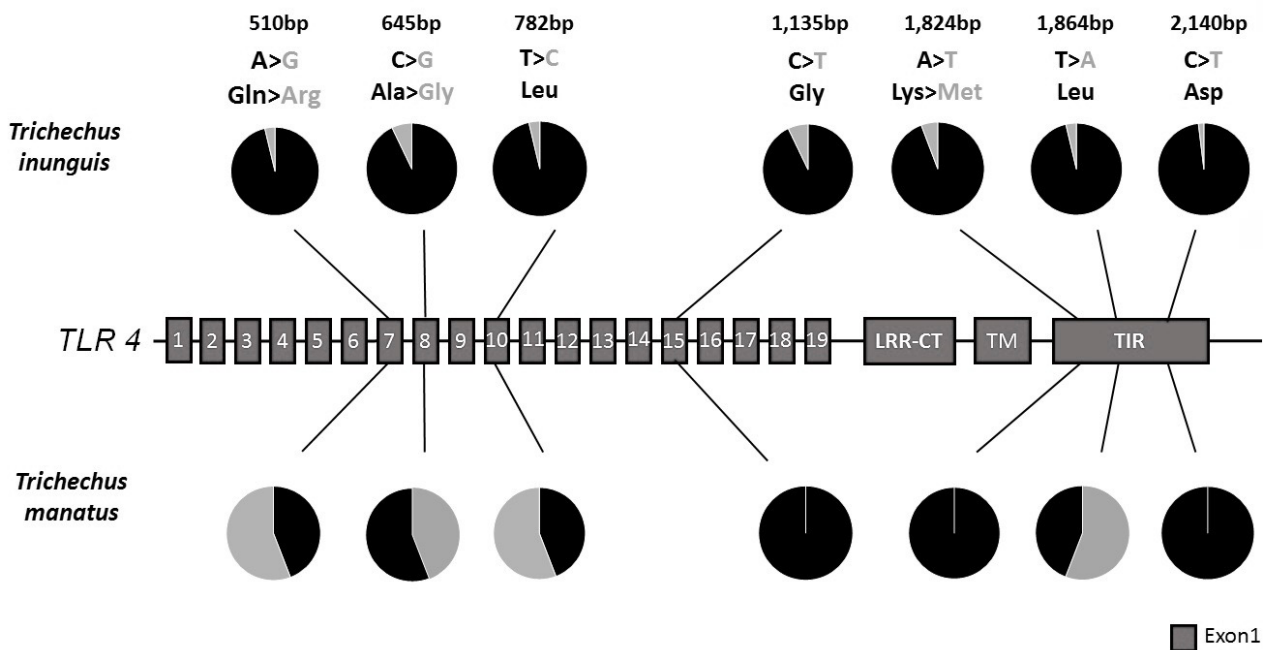 510bp 645bp 782bp 1,135bp 1,824bp 1,864bp 2,140bp
A>G C>G T>C C>T A>T T>A C>T
Gln>Arg Ala>Gly Leu Gly Lys>Met Leu Asp
Trichechus
inunguis
TLR 4 1 2 3 4 5 6 7 8 9 10 11 12 13 14 15 16 17 18 19 LRR-CT TM TIR
Trichechus
manatus
Exon1